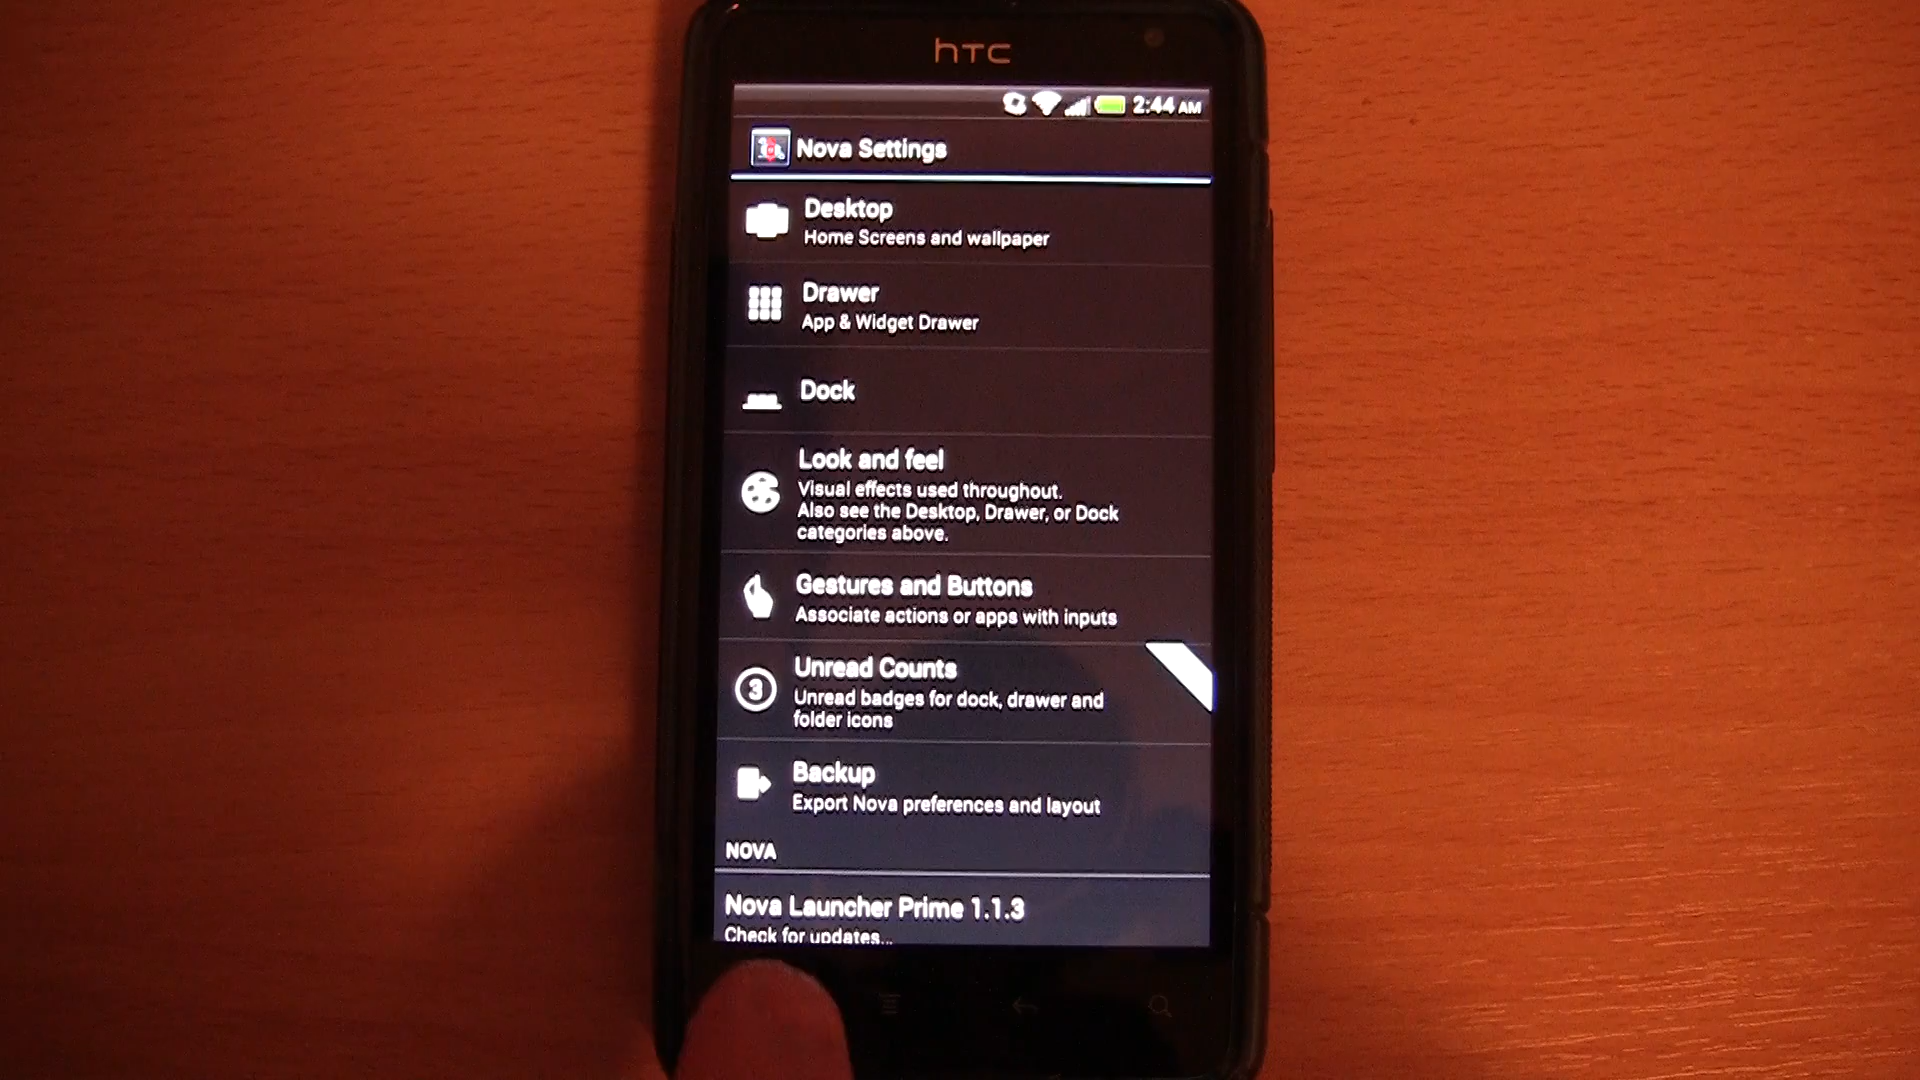 hTC
2:44 AM
Nova Settings
Desktop
Home Screens and wallpaper
Drawer
App & Widget Drawer
Dock
Look and feel
Visual effects used throughout.
Also see the Desktop, Drawer, or Dock
categories above.
Gestures and Buttons
Associate actions or apps with inputs
3
Unread Counts
Unread badges for dock, drawer and
folder icons
Backup
Export Nova preferences and layout
NOVA
Nova Launcher Prime 1.1.3
Check for updates...